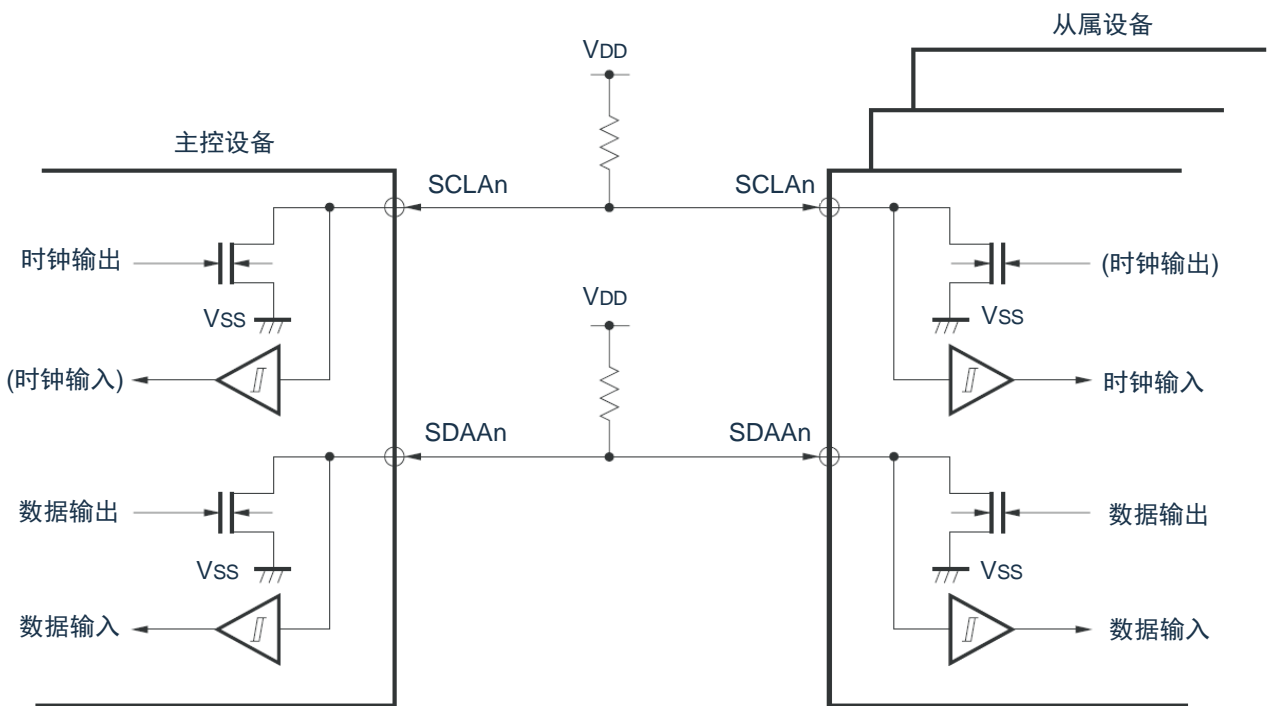 从属设备
VDD
主控设备
SCLAn
SCLAn
时钟输出
(时钟输出)
VDD
VSS
VSS
(时钟输入)
时钟输入
SDAAn
SDAAn
数据输出
数据输出
VSS
VSS
数据输入
数据输入